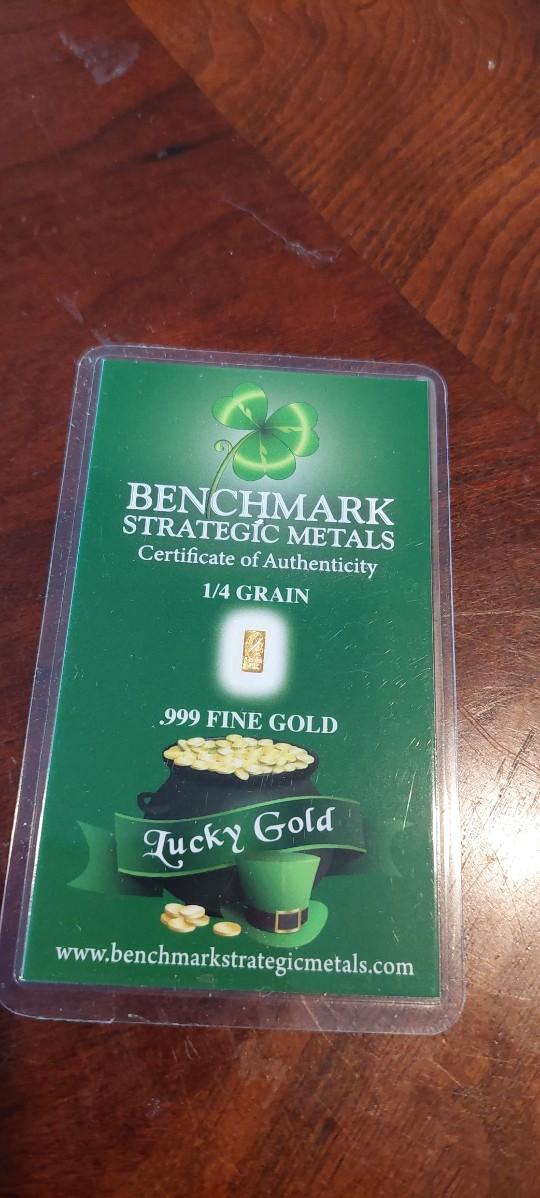 BENCHMARK
STRATEGIC METALS
Certificate of Authenticity
1/4 GRAIN
.999 FINE GOLD
Lucky Gold
www.benchmarkstrategicmetals.com